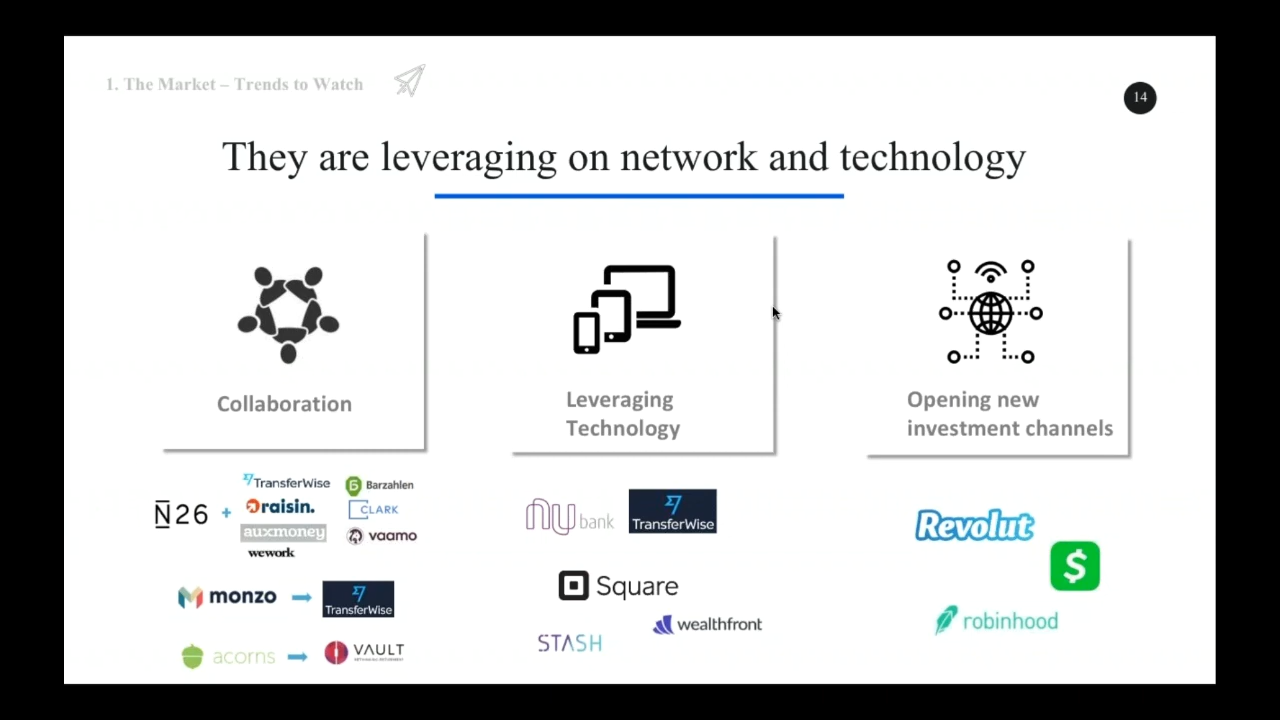 1. The Market – Trends to Watch
14
They are leveraging on network and technology
Collaboration
Leveraging
Technology
Opening new
investment channels
N26 +
TransferWise
Barzahlen
raisin.
CLARK
auxmoney
vaamo
wework
monzo
TransferWise
acorns
VAULT
nu bank
TransferWise
Square
STASH
wealthfront
Revolut
$
robinhood